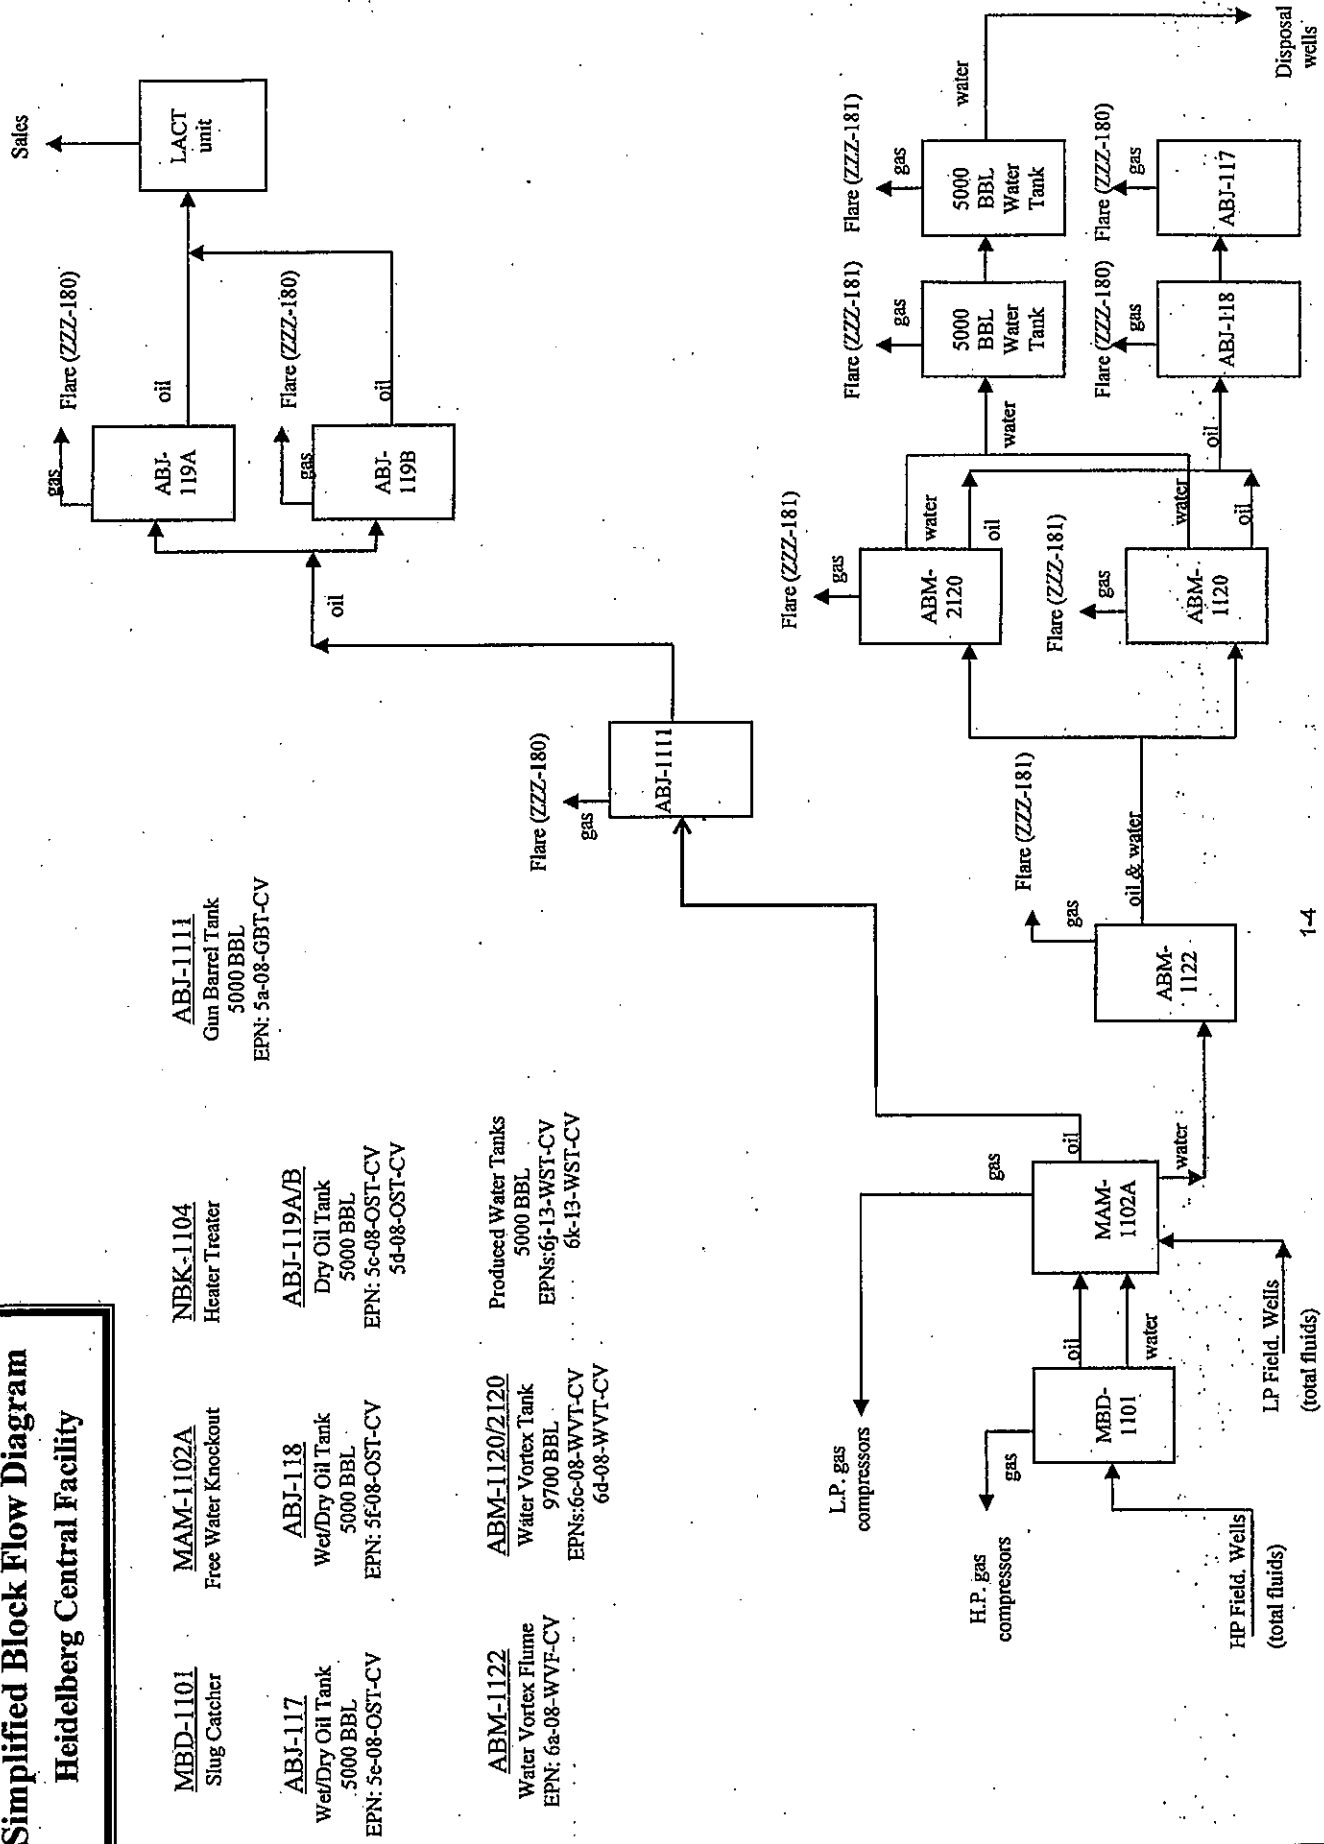 Simplified Block Flow Diagram
Heidelberg Central Facility
MBD-1101
Slug Catcher
MAM-1102A
Free Water Knockout
NBK-1104
Heater Treater
ABJ-1111
Gun Barrel Tank
5000 BBL
EPN: 5a-08-GBT-CV
ABJ-117
Wet/Dry Oil Tank
5000 BBL
EPN: 5e-08-OST-CV
ABJ-118
Wet/Dry Oil Tank
5000 BBL
EPN: 5f-08-OST-CV
ABJ-119A/B
Dry Oil Tank
5000 BBL
EPN: 5c-08-OST-CV
5d-08-OST-CV
ABM-1122
Water Vortex Flume
EPN: 6a-08-WVF-CV
ABM-1120/2120
Water Vortex Tank
9700 BBL
EPNs:6c-08-WVT-CV
6d-08-WVT-CV
Produced Water Tanks
5000 BBL
EPNs:6j-13-WST-CV
6k-13-WST-CV
Sales
LACT
unit
gas
Flare (ZZZ-180)
ABJ-
119A
oil
gas
Flare (ZZZ-180)
ABJ-
119B
oil
oil
Flare (ZZZ-180)
gas
ABJ-1111
L.P. gas
compressors
gas
H.P. gas
compressors
gas
MBD-
1101
oil
water
MAM-
1102A
oil
water
HP Field. Wells
(total fluids)
LP Field. Wells
(total fluids)
Flare (ZZZ-181)
gas
ABM-
1122
oil & water
Flare (ZZZ-181)
gas
ABM-
2120
water
oil
Flare (ZZZ-181)
gas
ABM-
1120
water
oil
water
oil
Flare (ZZZ-181)
gas
5000
BBL
Water
Tank
Flare (ZZZ-181)
gas
5000
BBL
Water
Tank
water
Flare (ZZZ-180)
gas
ABJ-118
Flare (ZZZ-180)
gas
ABJ-117
Disposal
wells
1-4